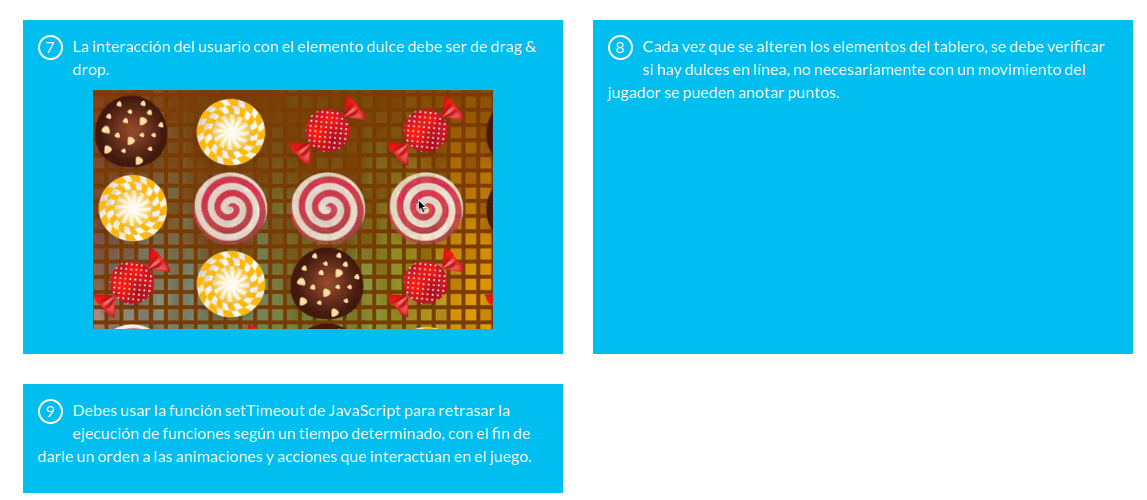 7 La interacción del usuario con el elemento dulce debe ser de drag &
drop.
8 Cada vez que se alteren los elementos del tablero, se debe verificar
si hay dulces en línea, no necesariamente con un movimiento del
jugador se pueden anotar puntos.
9 Debes usar la función setTimeout de JavaScript para retrasar la
ejecución de funciones según un tiempo determinado, con el fin de
darle un orden a las animaciones y acciones que interactúan en el juego.